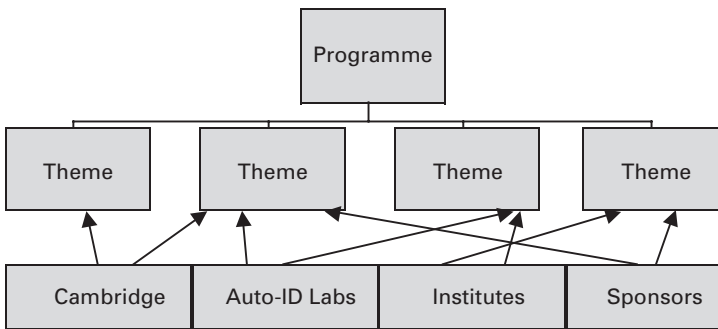 Programme
Theme Theme Theme Theme
Cambridge Auto-ID Labs Institutes Sponsors